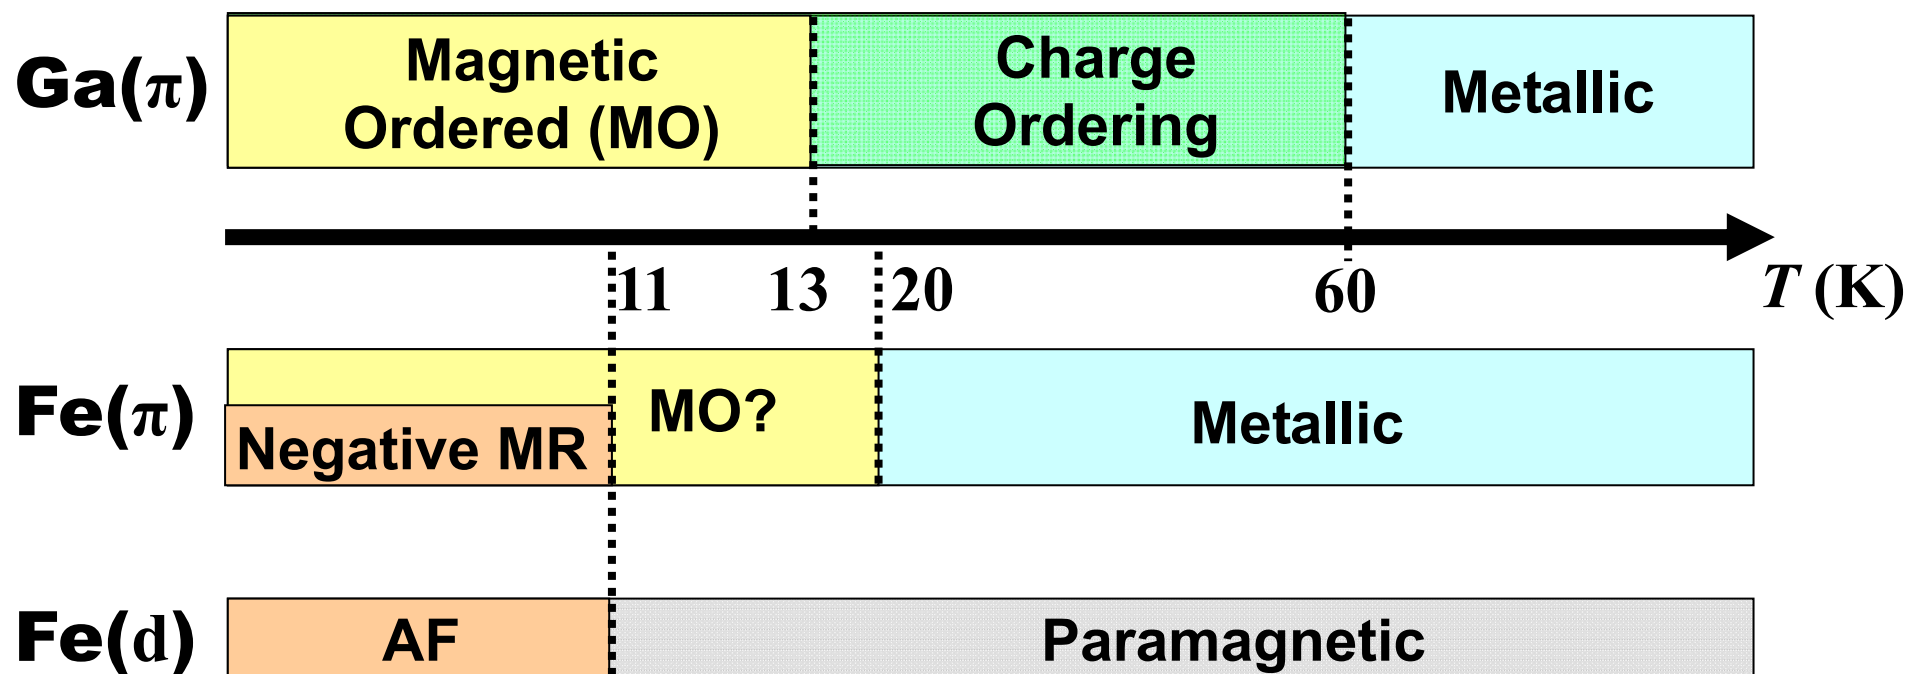 Ga(π)
Magnetic
Ordered (MO)
Charge
Ordering
Metallic
11
13
20
60
T (K)
Fe(π)
Negative MR
MO?
Metallic
Fe(d)
AF
Paramagnetic